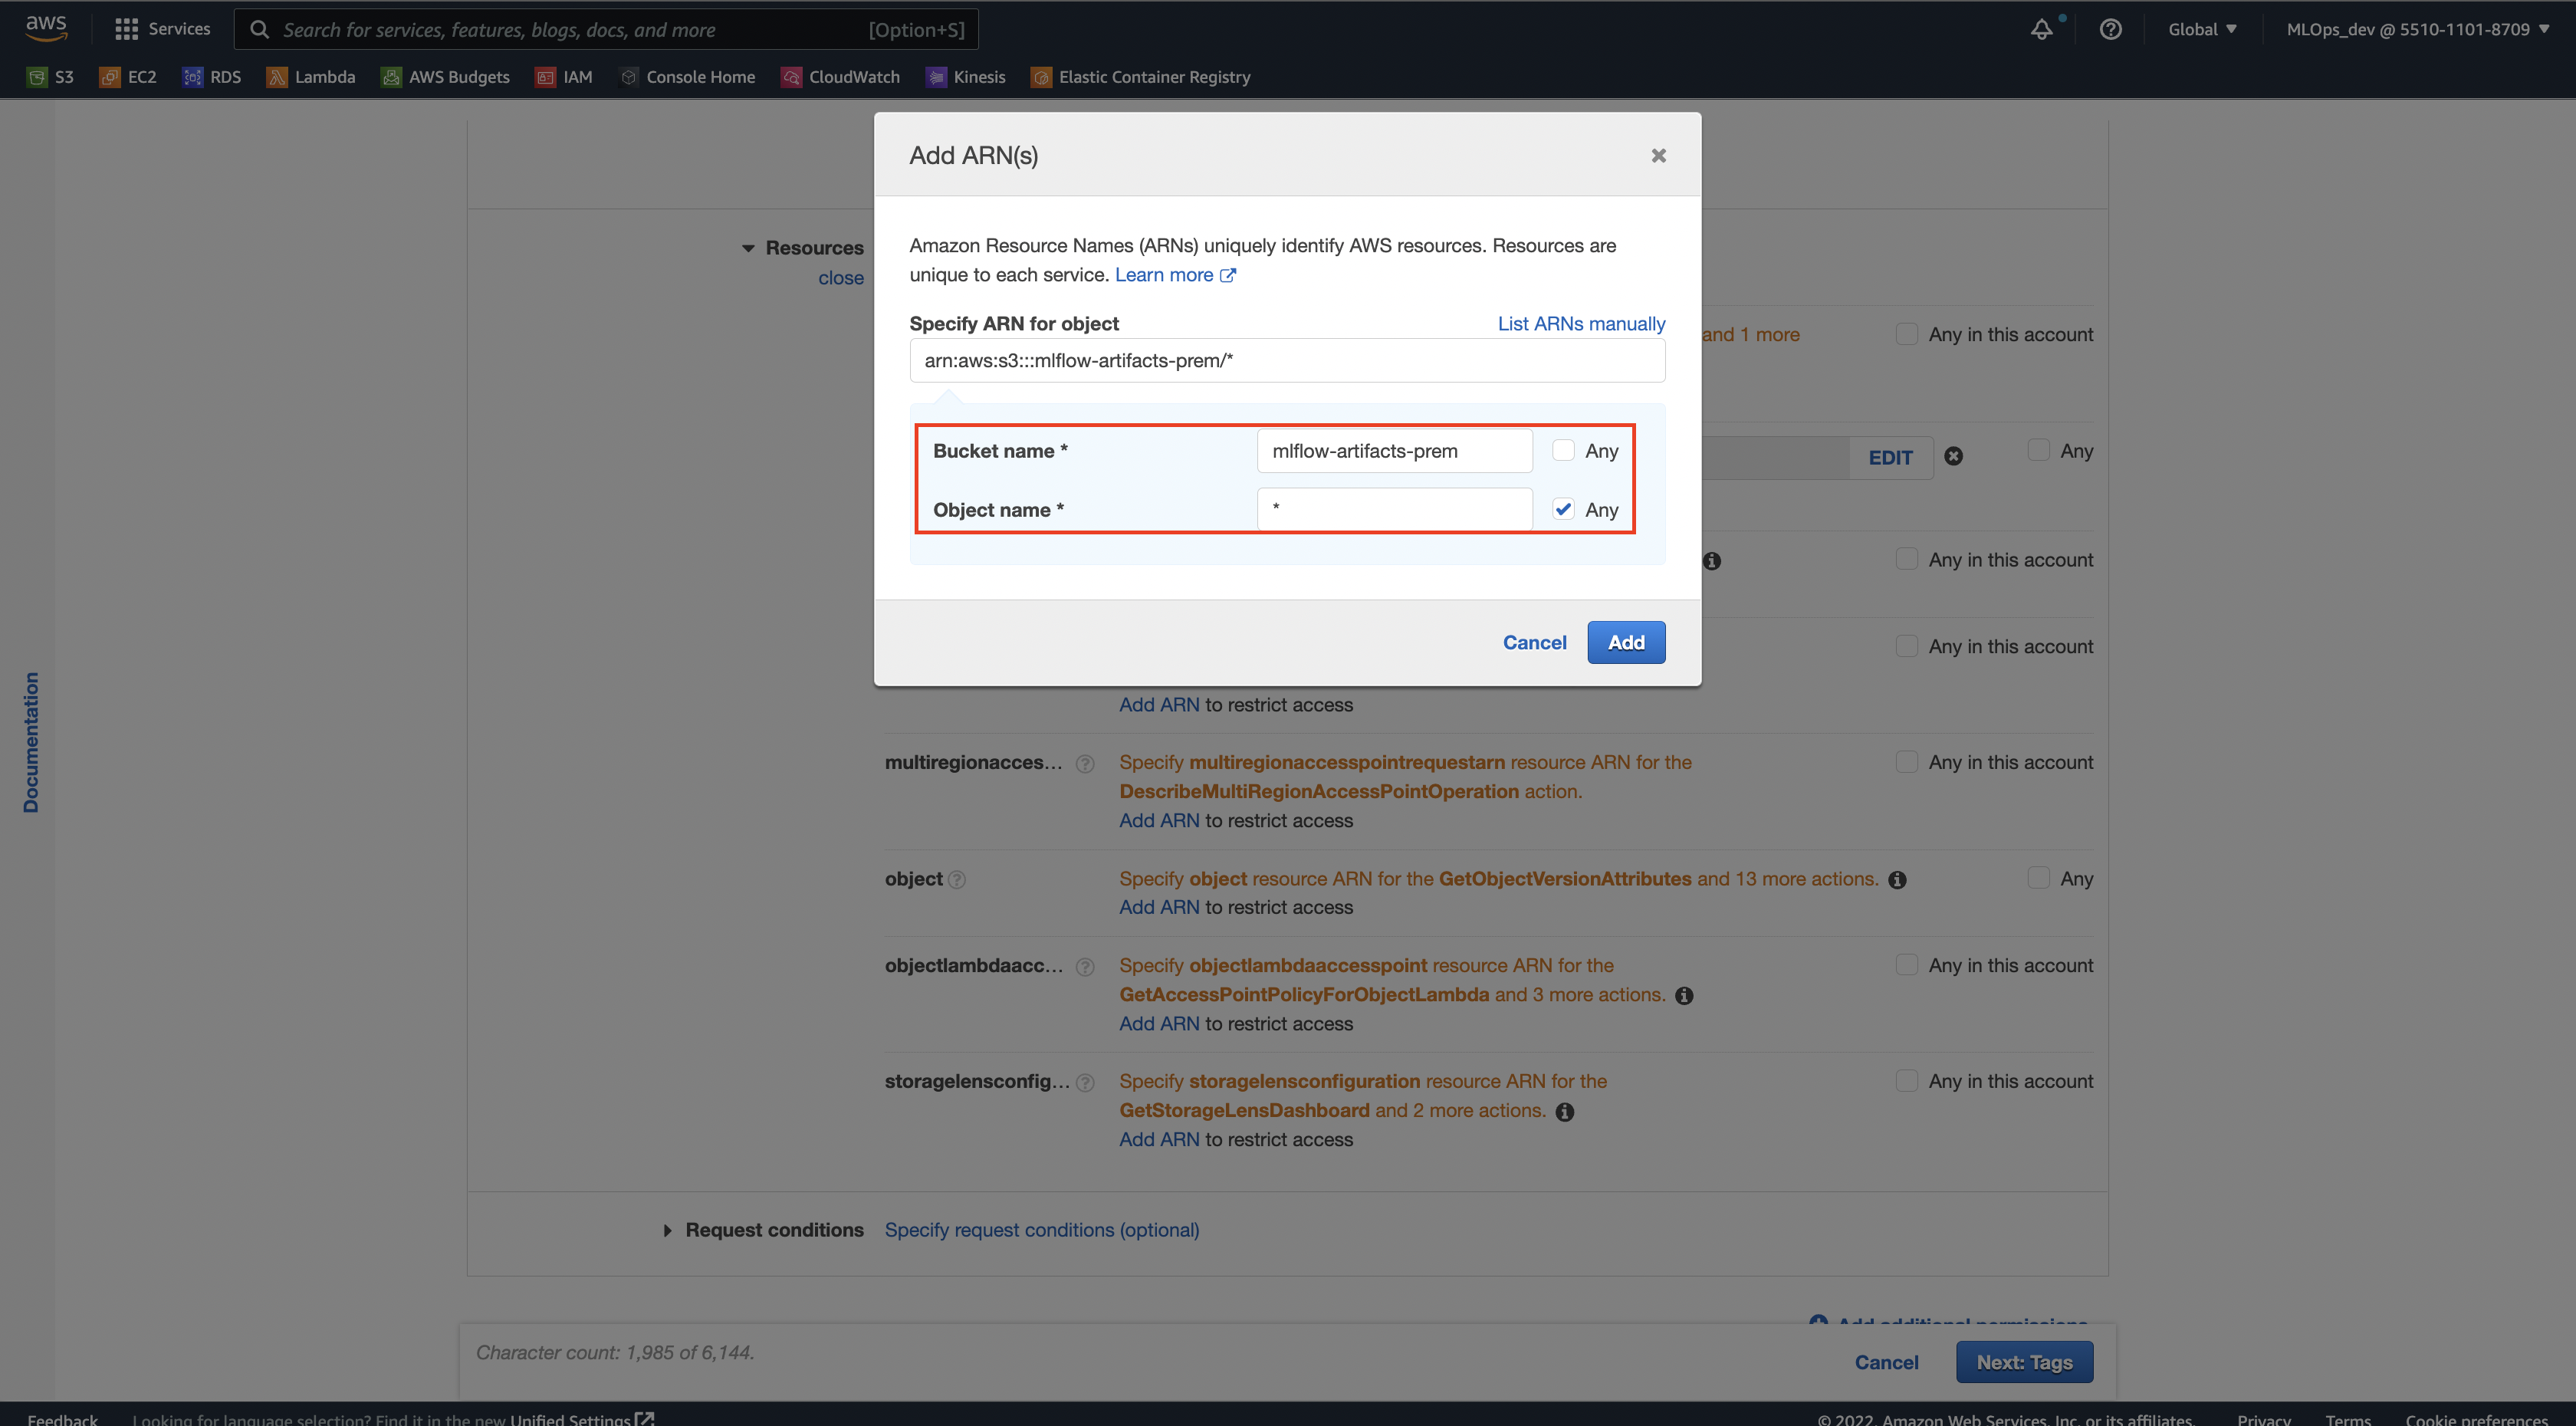 aws
Services
Search for services, features, blogs, docs, and more [Option+S]
Global ▼
MLOps_dev @ 5510-1101-8709 ▼
S3
EC2
RDS
Lambda
AWS Budgets
IAM
Console Home
CloudWatch
Kinesis
Elastic Container Registry
Documentation
Add ARN(s)
Amazon Resource Names (ARNs) uniquely identify AWS resources. Resources are
unique to each service. Learn more
Specify ARN for object List ARNs manually
arn:aws:s3:::mlflow-artifacts-prem/*
Bucket name * mlflow-artifacts-prem Any
Object name * * Any
Cancel Add
Resources
close
and 1 more Any in this account
EDIT Any
Any in this account
Any in this account
Add ARN to restrict access
multiregionacces... Specify multiregionaccesspointrequestarn resource ARN for the Any in this account
DescribeMultiRegionAccessPointOperation action.
Add ARN to restrict access
object Specify object resource ARN for the GetObjectVersionAttributes and 13 more actions. Any
Add ARN to restrict access
objectlambdaacc... Specify objectlambdaaccesspoint resource ARN for the Any in this account
GetAccessPointPolicyForObjectLambda and 3 more actions.
Add ARN to restrict access
storagelensconfig... Specify storagelensconfiguration resource ARN for the Any in this account
GetStorageLensDashboard and 2 more actions.
Add ARN to restrict access
Request conditions Specify request conditions (optional)
Add additional permissions
Character count: 1,985 of 6,144.
Cancel Next: Tags
Feedback Looking for language selection? Find it in the new Unified Settings © 2022, Amazon Web Services, Inc. or its affiliates. Privacy Terms Cookie preferences